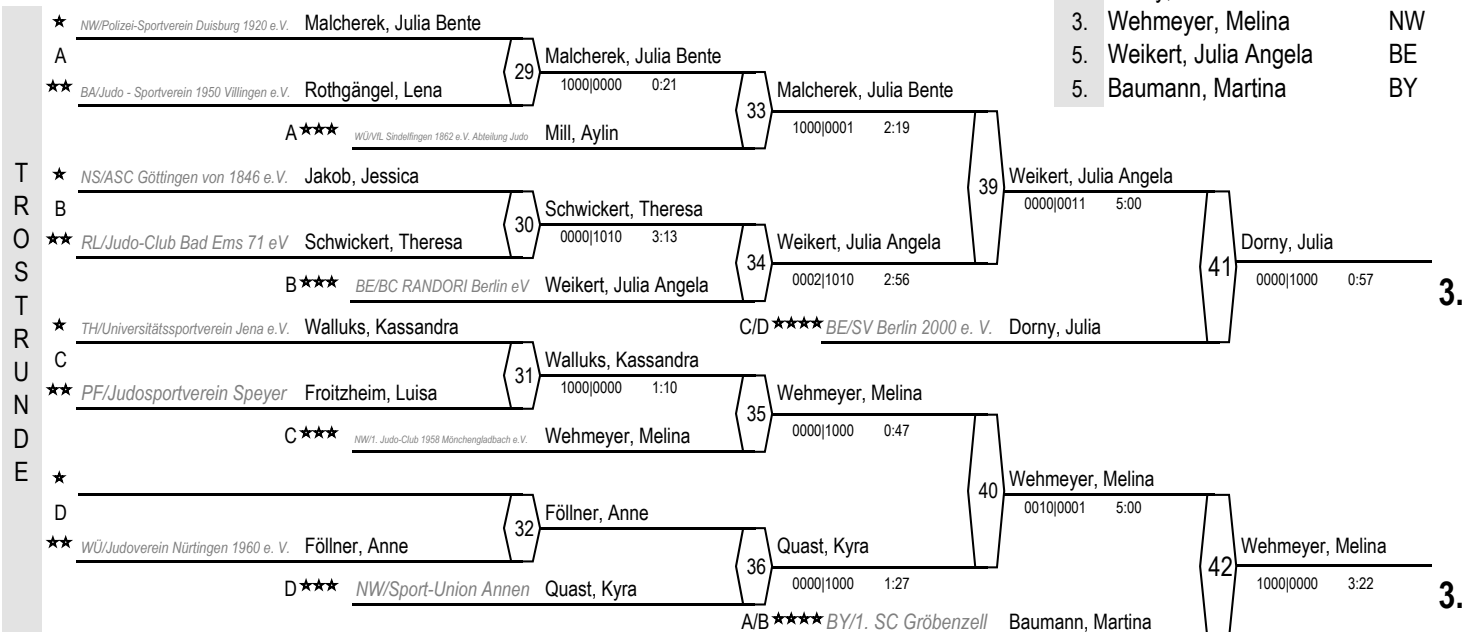 3. Wehmeyer, Melina NW
5. Weikert, Julia Angela BE
5. Baumann, Martina BY
TROSTRUNDE
★ NW/Polizei-Sportverein Duisburg 1920 e.V. Malcherek, Julia Bente
A
29 Malcherek, Julia Bente
1000|0000 0:21
★★ BA/Judo - Sportverein 1950 Villingen e.V. Rothgängel, Lena
33 Malcherek, Julia Bente
1000|0001 2:19
A★★★ WÜ/VfL Sindelfingen 1862 e.V. Abteilung Judo Mill, Aylin
★ NS/ASC Göttingen von 1846 e.V. Jakob, Jessica
39 Weikert, Julia Angela
0000|0011 5:00
B
30 Schwickert, Theresa
0000|1010 3:13
★★ RL/Judo-Club Bad Ems 71 eV Schwickert, Theresa
34 Weikert, Julia Angela
0002|1010 2:56
41 Dorny, Julia
0000|1000 0:57
3.
B★★★ BE/BC RANDORI Berlin eV Weikert, Julia Angela
★ TH/Universitätssportverein Jena e.V. Walluks, Kassandra
C/D★★★★ BE/SV Berlin 2000 e. V. Dorny, Julia
C
31 Walluks, Kassandra
1000|0000 1:10
★★ PF/Judosportverein Speyer Froitzheim, Luisa
35 Wehmeyer, Melina
0000|1000 0:47
C★★★ NW/1. Judo-Club 1958 Mönchengladbach e.V. Wehmeyer, Melina
★
40 Wehmeyer, Melina
0010|0001 5:00
D
32 Föllner, Anne
★★ WÜ/Judoverein Nürtingen 1960 e. V. Föllner, Anne
36 Quast, Kyra
0000|1000 1:27
42 Wehmeyer, Melina
1000|0000 3:22
3.
D★★★ NW/Sport-Union Annen Quast, Kyra
A/B★★★★ BY/1. SC Gröbenzell Baumann, Martina